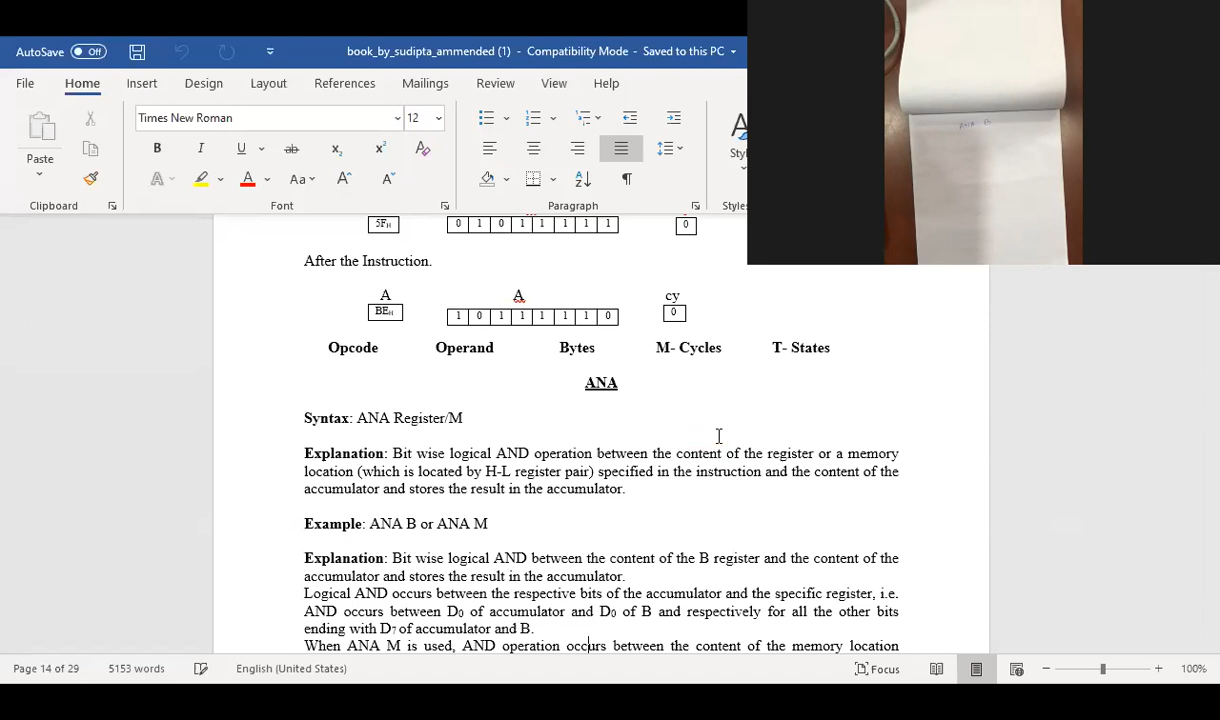 AutoSave Off
book_by_sudipta_ammended (1) - Compatibility Mode - Saved to this PC
File Home Insert Design Layout References Mailings Review View Help
Times New Roman 12
Paste
B I U ab x₂ x²
A A Aa A A
Styl
Clipboard Font Paragraph Styles
ANA B
5FH 0 1 0 1 1 1 1 1 0
After the Instruction.
A A cy
BEH 1 0 1 1 1 1 1 0 0
Opcode Operand Bytes M- Cycles T- States
ANA
Syntax: ANA Register/M
Explanation: Bit wise logical AND operation between the content of the register or a memory
location (which is located by H-L register pair) specified in the instruction and the content of the
accumulator and stores the result in the accumulator.
Example: ANA B or ANA M
Explanation: Bit wise logical AND between the content of the B register and the content of the
accumulator and stores the result in the accumulator.
Logical AND occurs between the respective bits of the accumulator and the specific register, i.e.
AND occurs between D0 of accumulator and D0 of B and respectively for all the other bits
ending with D7 of accumulator and B.
When ANA M is used, AND operation occurs between the content of the memory location
Page 14 of 29 5153 words English (United States) Focus 100%